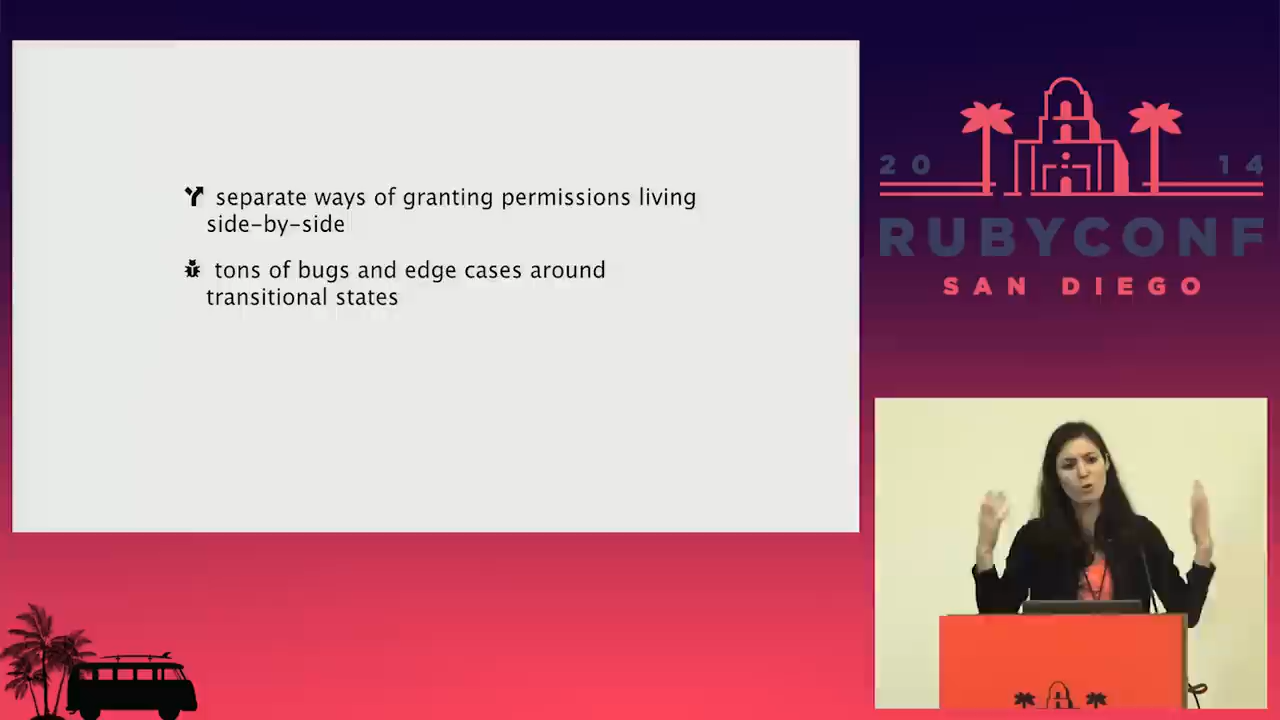 separate ways of granting permissions living
side-by-side
tons of bugs and edge cases around
transitional states
20 14
RUBYCONF
SAN DIEGO